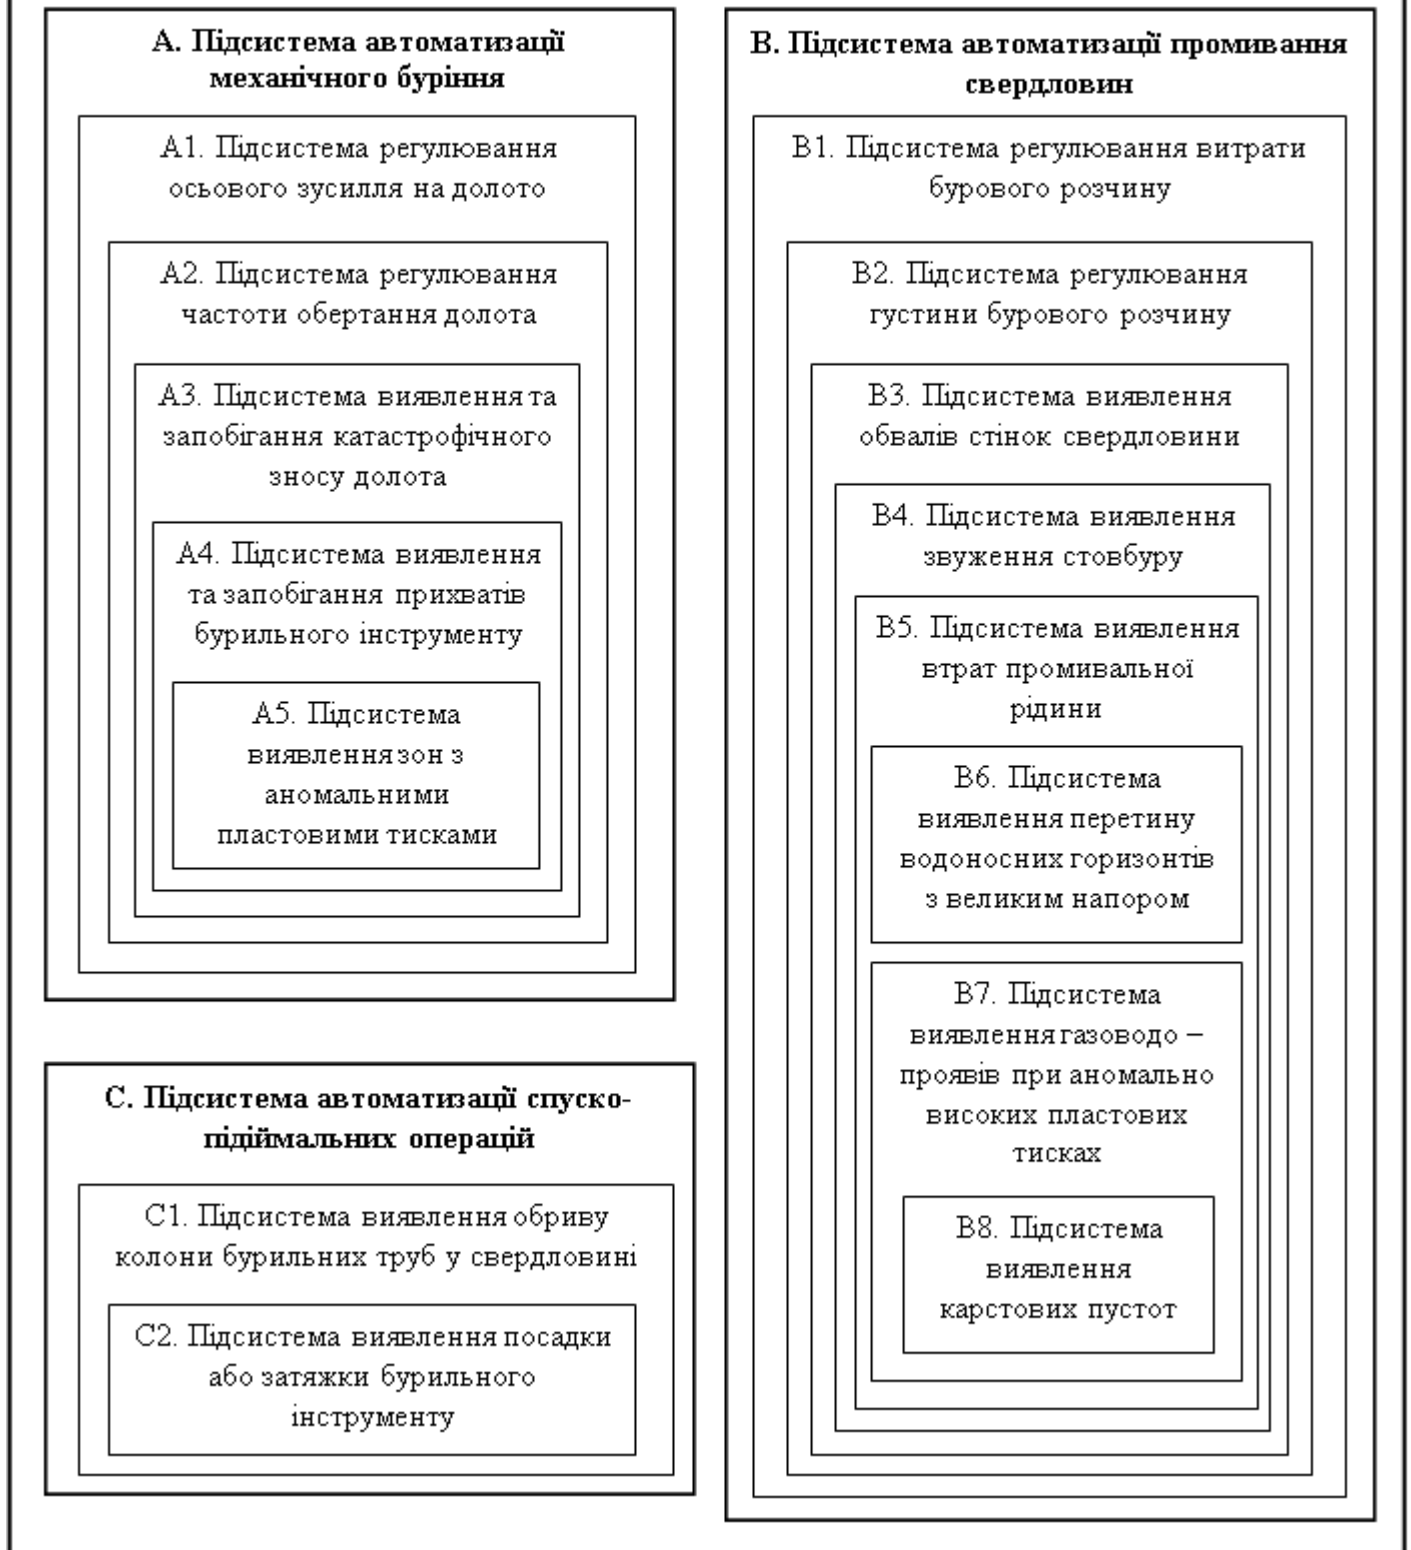 А. Підсистема автоматизації
механічного буріння
А1. Підсистема регулювання
осьового зусилля на долото
А2. Підсистема регулювання
частоти обертання долота
А3. Підсистема виявлення та
запобігання катастрофічного
зносу долота
А4. Підсистема виявлення
та запобігання прихватів
бурильного інструменту
А5. Підсистема
виявлення зон з
аномальними
пластовими тисками
С. Підсистема автоматизації спуско-
підіймальних операцій
С1. Підсистема виявлення обриву
колони бурильних труб у свердловині
С2. Підсистема виявлення посадки
або затяжки бурильного
інструменту
В. Підсистема автоматизації промивання
свердловин
В1. Підсистема регулювання витрати
бурового розчину
В2. Підсистема регулювання
густини бурового розчину
В3. Підсистема виявлення
обвалів стінок свердловини
В4. Підсистема виявлення
звуження стовбуру
В5. Підсистема виявлення
втрат промивальної
рідини
В6. Підсистема
виявлення перетину
водоносних горизонтів
з великим напором
В7. Підсистема
виявлення газоводо –
проявів при аномально
високих пластових
тисках
В8. Підсистема
виявлення
карстових пустот